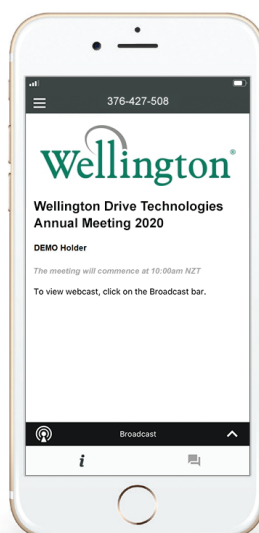 376-427-508
Wellington®
Wellington Drive Technologies
Annual Meeting 2020
DEMO Holder
The meeting will commence at 10:00am NZT
To view webcast, click on the Broadcast bar.
Broadcast
i